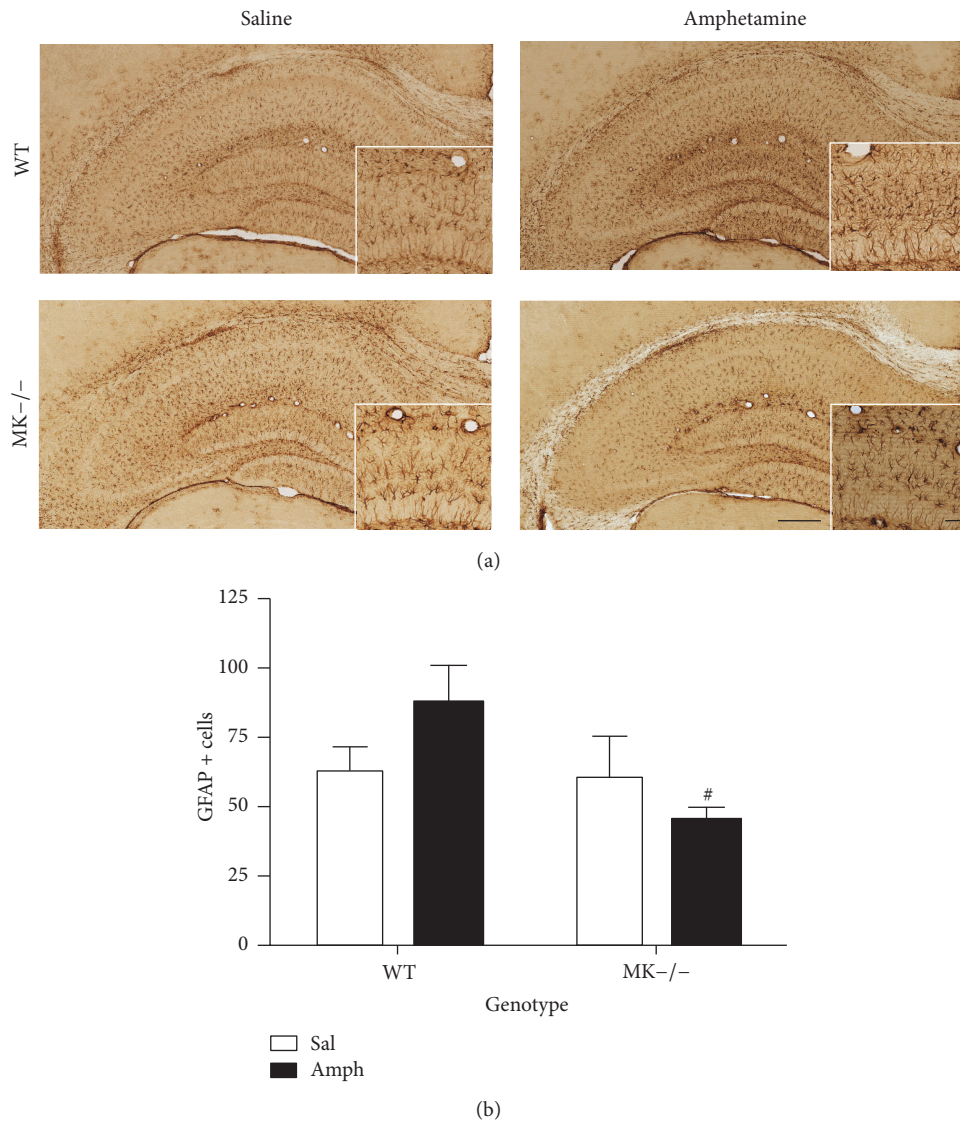 Saline
Amphetamine
WT
MK−/−
(a)
125
100
75
50
25
0
GFAP + cells
#
WT
MK−/−
Genotype
Sal
Amph
(b)